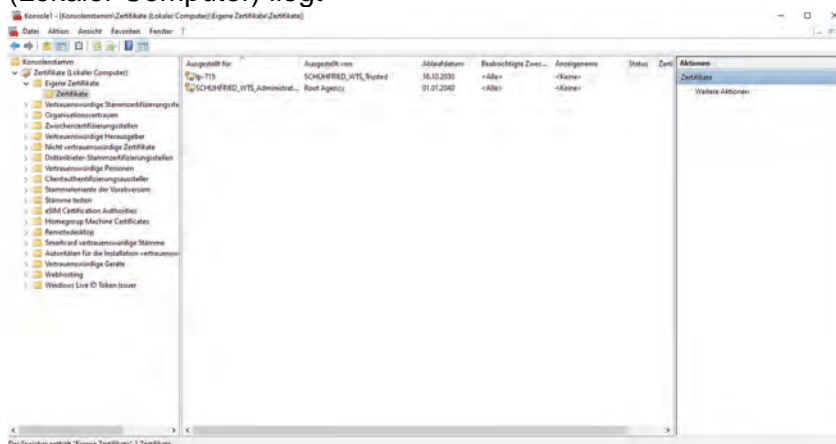 (Lokaler Computer) liegt
Konsole1 - [Konsolenstamm\Zertifikate (Lokaler Computer)\Eigene Zertifikate\Zertifikate]
Datei Aktion Ansicht Favoriten Fenster ?
Konsolenstamm
Zertifikate (Lokaler Computer)
Eigene Zertifikate
Zertifikate
Vertrauenswürdige Stammzertifizierungsste
Organisationsvertrauen
Zwischenzertifizierungsstellen
Vertrauenswürdige Herausgeber
Nicht vertrauenswürdige Zertifikate
Drittanbieter-Stammzertifizierungsstellen
Vertrauenswürdige Personen
Clientauthentifizierungsaussteller
Stammelemente der Vorabversion
Stämme testen
eSIM Certification Authorities
Homegroup Machine Certificates
Remotedesktop
Smartcard vertrauenswürdige Stämme
Autoritäten für die Installation vertrauensw
Vertrauenswürdige Geräte
Webhosting
Windows Live ID Token Issuer
Ausgestellt für Ausgestellt von Ablaufdatum Beabsichtigte Zwec... Anzeigename Status Zerti
lp-715 SCHUHFRIED_WTS_Trusted 16.10.2030 <Alle> <Keine>
SCHUHFRIED_WTS_Administrat... Root Agency 01.01.2040 <Alle> <Keine>
Aktionen
Zertifikate
Weitere Aktionen
Der Speicher enthält "Eigene Zertifikate" 2 Zertifikate.